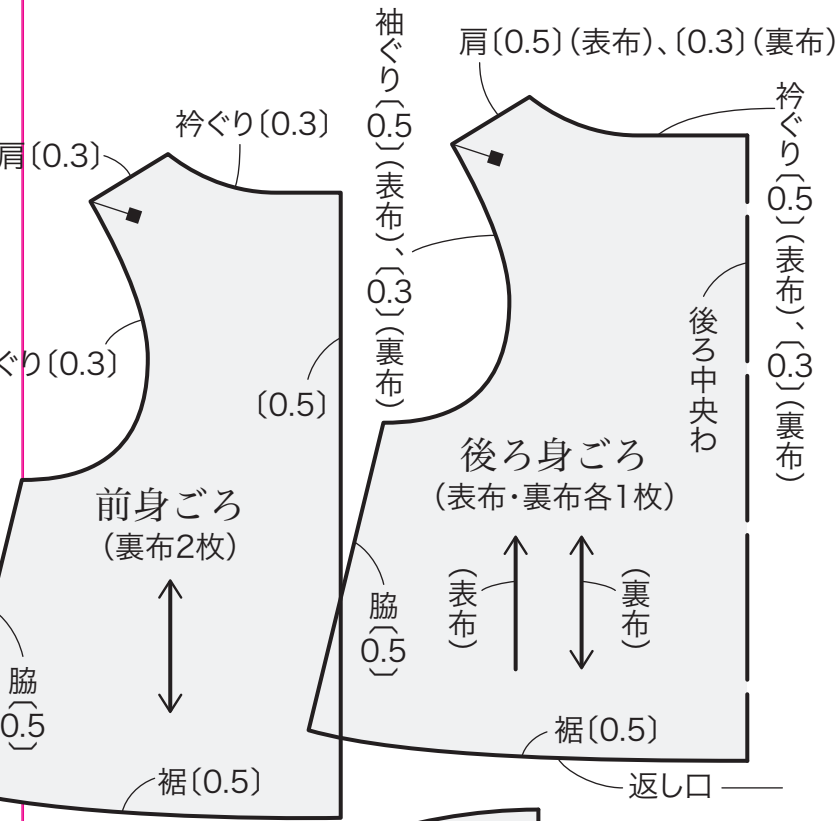 肩〔0.3〕
衿ぐり〔0.3〕
ぐり〔0.3〕
〔0.5〕
前身ごろ
(裏布2枚)
脇〔0.5〕
裾〔0.5〕
袖ぐり〔0.5〕(表布)、〔0.3〕(裏布)
肩〔0.5〕(表布)、〔0.3〕(裏布)
衿ぐり〔0.5〕(表布)、〔0.3〕(裏布)
後ろ中央わ
後ろ身ごろ
(表布・裏布各1枚)
(表布)
(裏布)
脇〔0.5〕
裾〔0.5〕
返し口